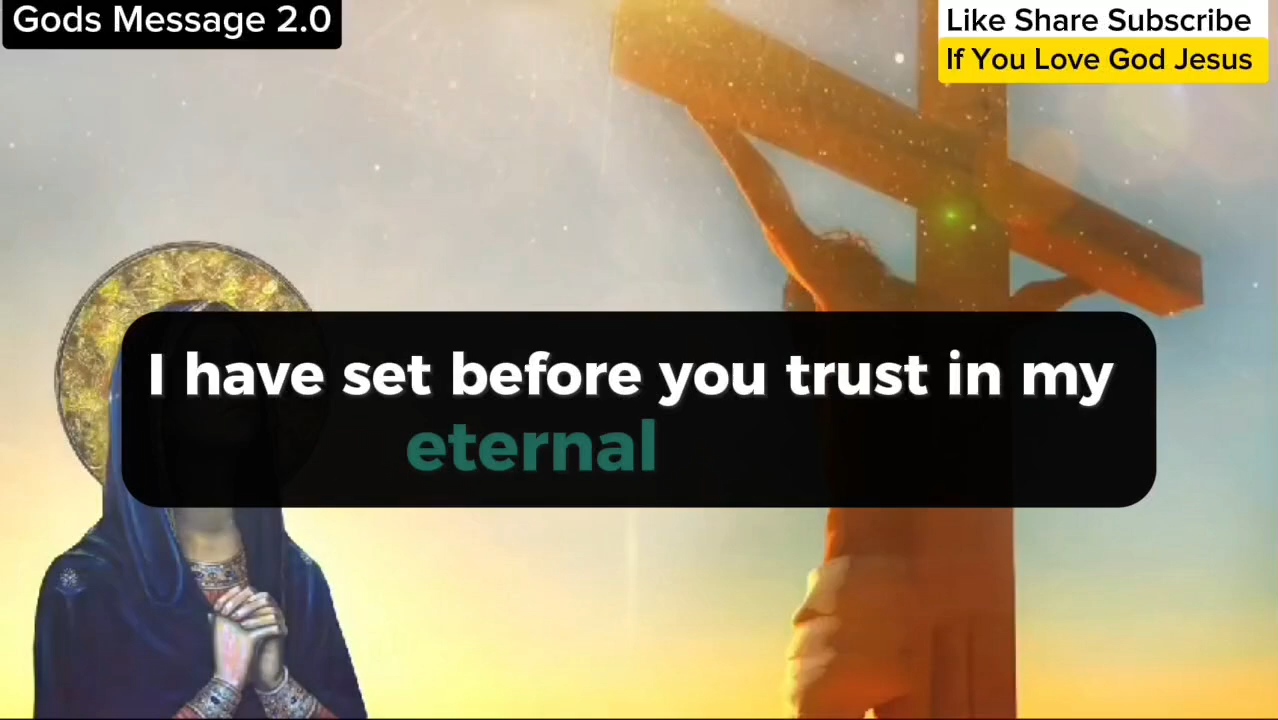 Gods Message 2.0
Like Share Subscribe
If You Love God Jesus
I have set before you trust in my
eternal